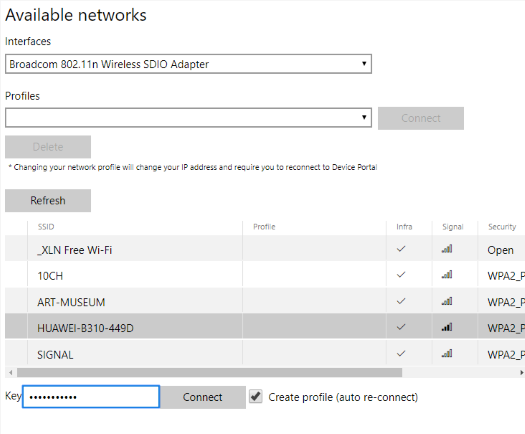 Available networks
Interfaces
Broadcom 802.11n Wireless SDIO Adapter
Profiles
Connect
Delete
* Changing your network profile will change your IP address and require you to reconnect to Device Portal
Refresh
SSID Profile Infra Signal Security
_XLN Free Wi-Fi Open
10CH WPA2_P
ART-MUSEUM WPA2_P
HUAWEI-B310-449D WPA2_P
SIGNAL WPA2_P
Key ••••••••••• Connect Create profile (auto re-connect)